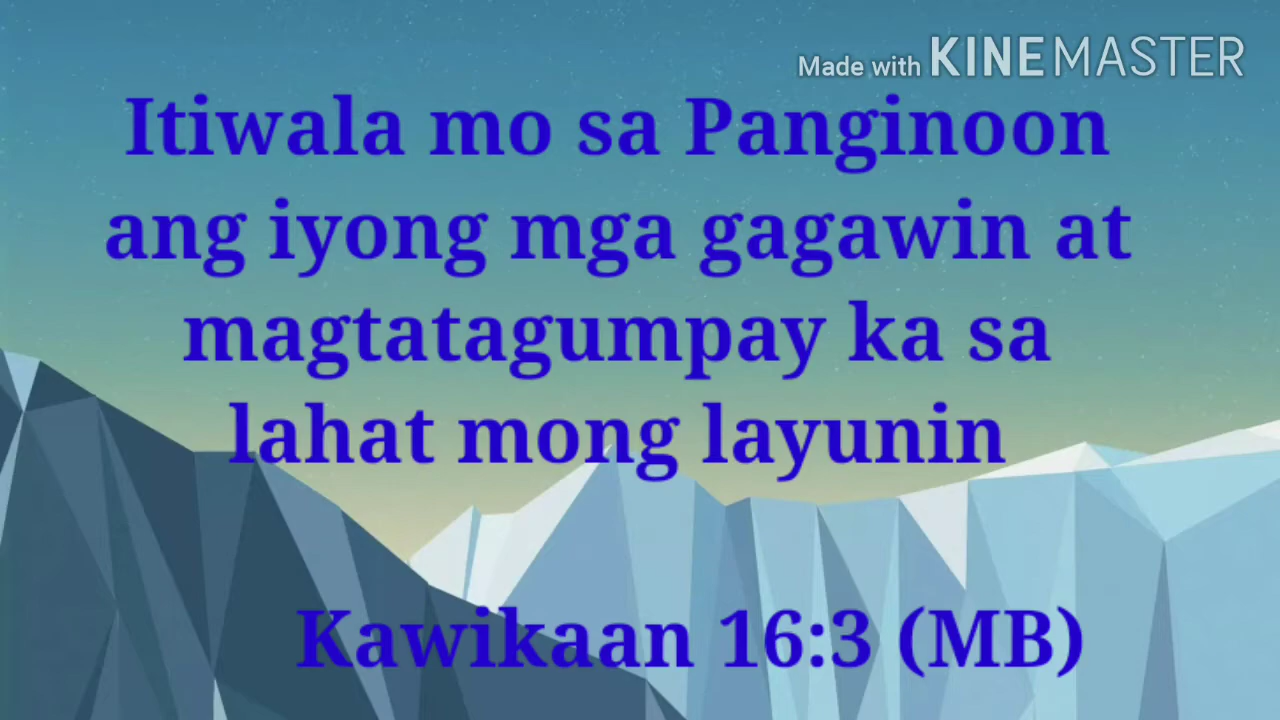 Made with KINEMASTER
Itiwala mo sa Panginoon
ang iyong mga gagawin at
magtatagumpay ka sa
lahat mong layunin
Kawikaan 16:3 (MB)